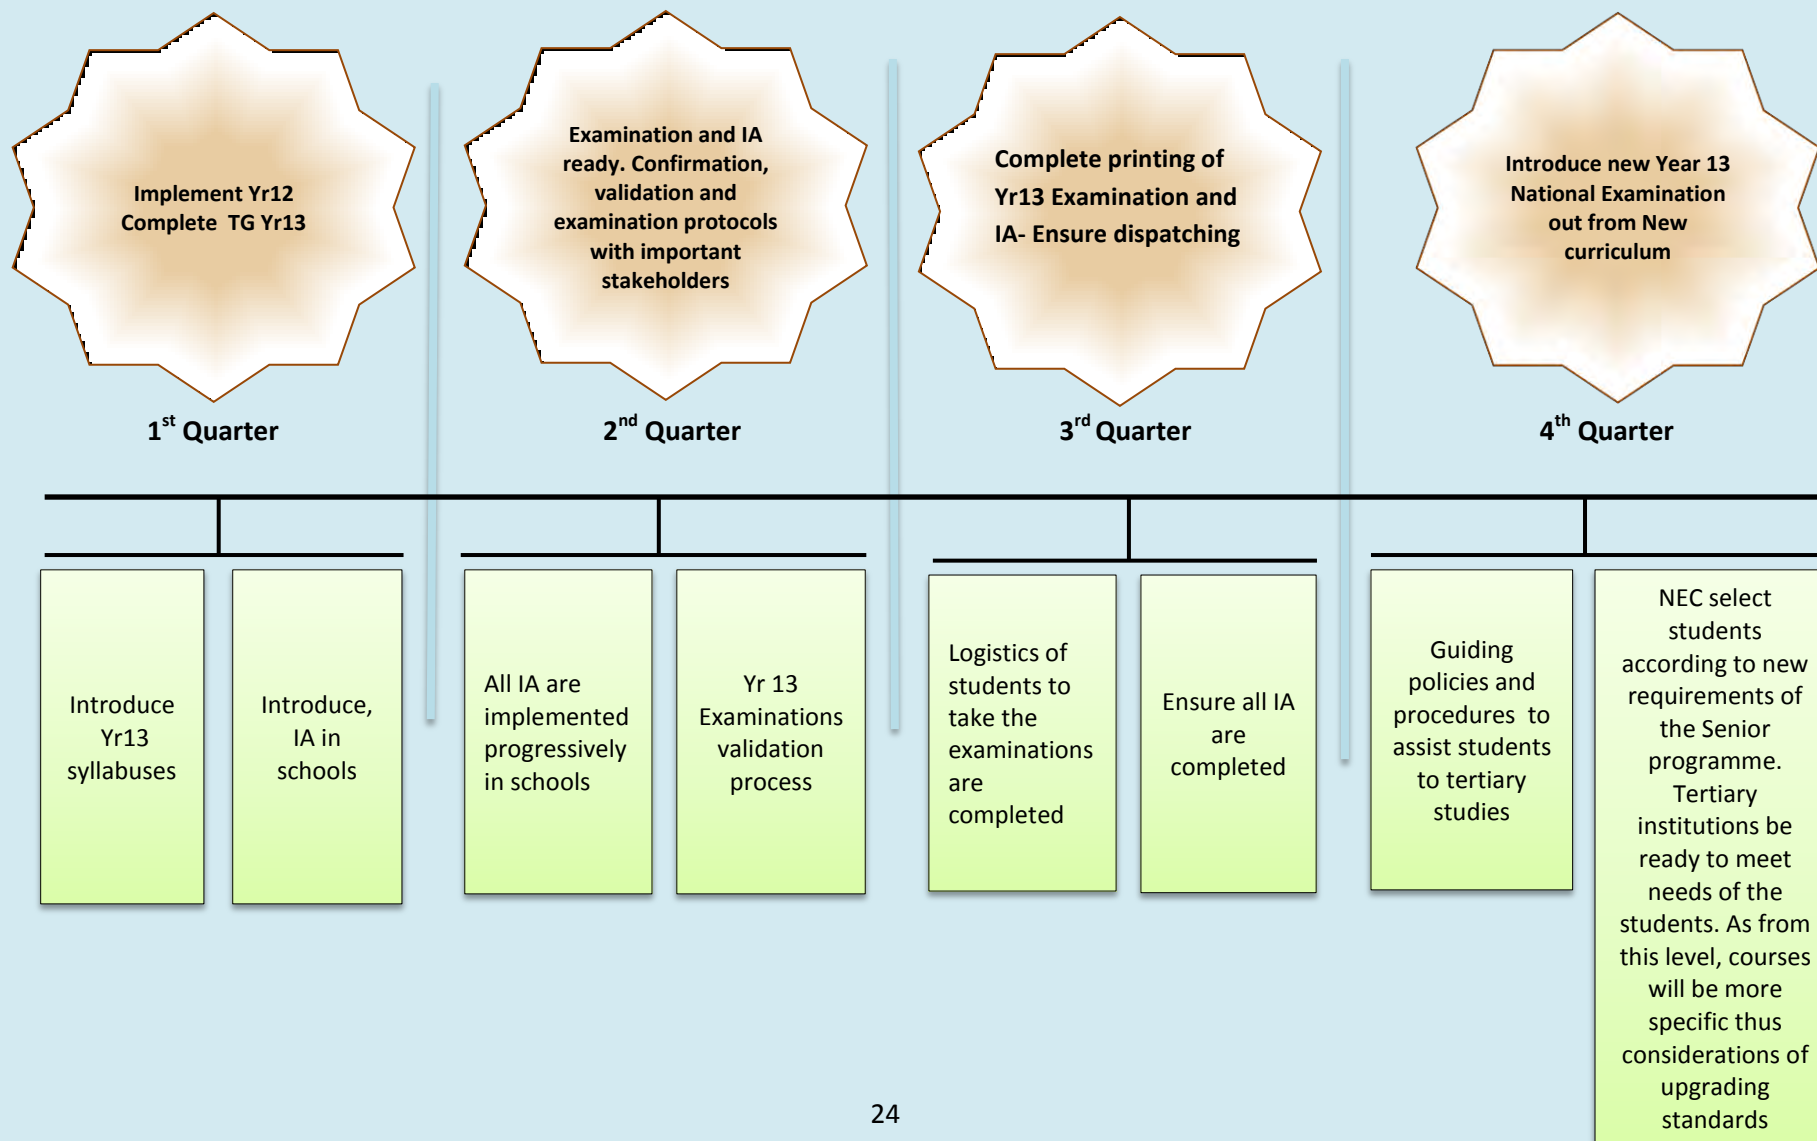 Implement Yr12
Complete  TG Yr13
Examination and IA
ready. Confirmation,
validation and
examination protocols
with important
stakeholders
Complete printing of
Yr13 Examination and
IA- Ensure dispatching
Introduce new Year 13
National Examination
out from New
curriculum
1st Quarter
2nd Quarter
3rd Quarter
4th Quarter
Introduce
Yr13
syllabuses
Introduce,
IA in
schools
All IA are
implemented
progressively
in schools
Yr 13
Examinations
validation
process
Logistics of
students to
take the
examinations
are
completed
Ensure all IA
are
completed
Guiding
policies and
procedures  to
assist students
to tertiary
studies
NEC select
students
according to new
requirements of
the Senior
programme.
Tertiary
institutions be
ready to meet
needs of the
students. As from
this level, courses
will be more
specific thus
considerations of
upgrading
standards
24